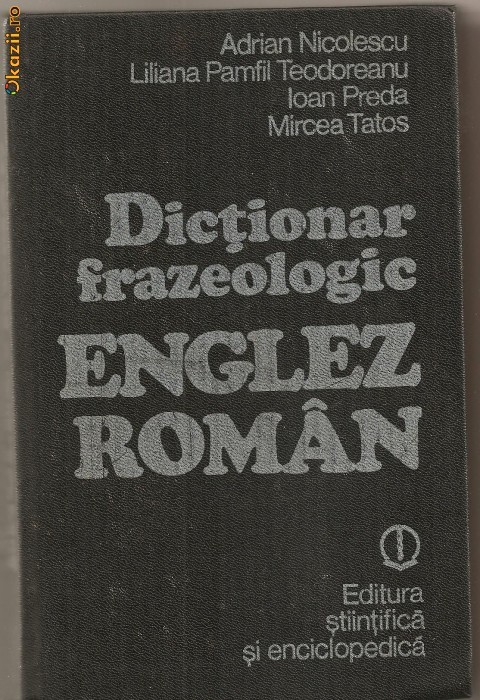 Okazii.ro
Adrian Nicolescu
Liliana Pamfil Teodoreanu
Ioan Preda
Mircea Tatos
Dicţionar
frazeologic
ENGLEZ
ROMÂN
Editura
ştiinţifică
şi enciclopedică